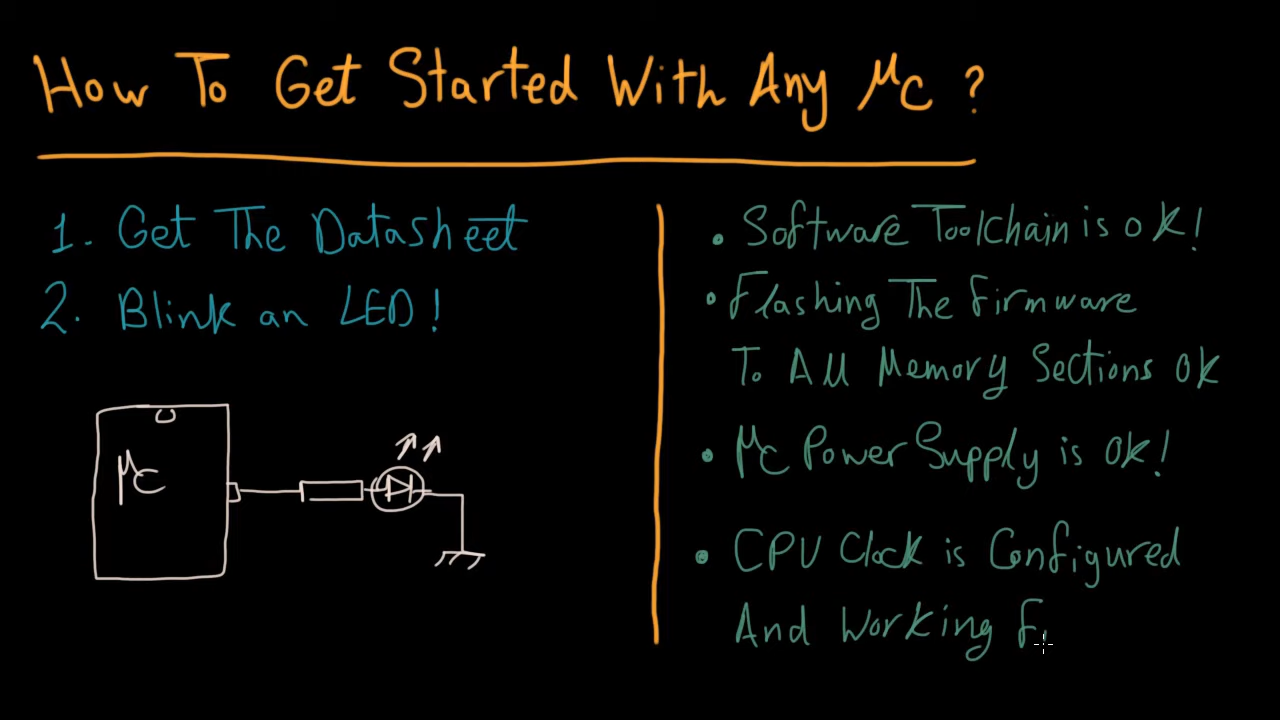 How To Get Started With Any μC ?
1. Get The Datasheet
2. Blink an LED!
μC
• Software ToolChain is ok!
• Flashing The Firmware
To All Memory Sections ok
• μC Power Supply is ok!
• CPU Clock is Configured
And Working